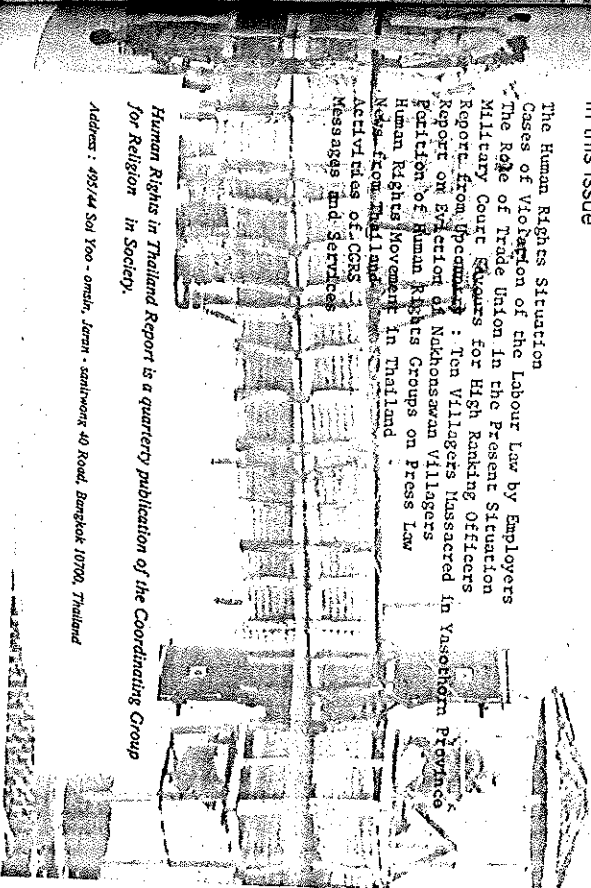 In this issue
The Human Rights Situation
Cases of Violation of the Labour Law by Employers
The Role of Trade Union in the Present Situation
Military Court Favours for High Ranking Officers
Report from Upcountry : Ten Villagers Massacred in Yasothorn Province
Report on Eviction of Nakhonsawan Villagers
Position of Human Rights Groups on Press Law
Human Rights Movement in Thailand
News from Thailand
Activities of CGRS
Messages and Services
Human Rights in Thailand Report is a quarterly publication of the Coordinating Group
for Religion in Society.
Address : 495/44 Soi Yoo - omsin, Jaran - sanitwong 40 Road, Bangkok 10700, Thailand